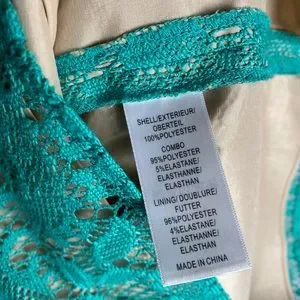 SHELL/EXTERIEUR/
OBERTEIL
100%POLYESTER
COMBO
95%POLYESTER
5%ELASTANE/
ELASTHANNE/
ELASTHAN
LINING/ DOUBLURE/
FUTTER
96%POLYESTER
4%ELASTANE/
ELASTHANNE/
ELASTHAN
MADE IN CHINA